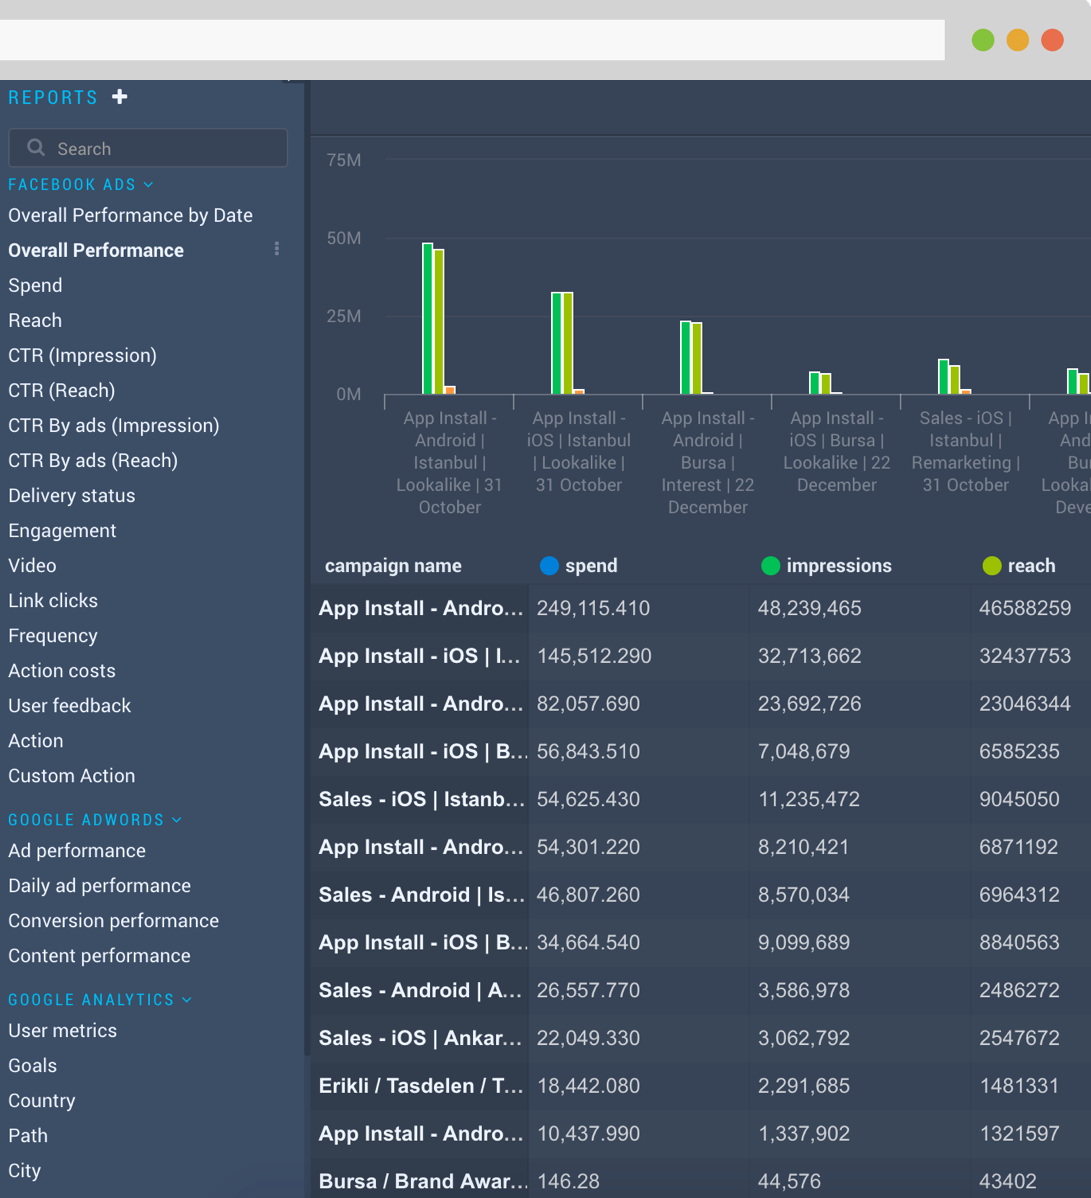 REPORTS +
Search
FACEBOOK ADS
Overall Performance by Date
Overall Performance
Spend
Reach
CTR (Impression)
CTR (Reach)
CTR By ads (Impression)
CTR By ads (Reach)
Delivery status
Engagement
Video
Link clicks
Frequency
Action costs
User feedback
Action
Custom Action
GOOGLE ADWORDS
Ad performance
Daily ad performance
Conversion performance
Content performance
GOOGLE ANALYTICS
User metrics
Goals
Country
Path
City
75M
50M
25M
0M
App Install -
Android |
Istanbul |
Lookalike | 31
October
App Install -
iOS | Istanbul
| Lookalike |
31 October
App Install -
Android |
Bursa |
Interest | 22
December
App Install -
iOS | Bursa |
Lookalike | 22
December
Sales - iOS |
Istanbul |
Remarketing |
31 October
App I
And
Bu
Looka
Deve
campaign name spend impressions reach
App Install - Andro... 249,115.410 48,239,465 46588259
App Install - iOS | I... 145,512.290 32,713,662 32437753
App Install - Andro... 82,057.690 23,692,726 23046344
App Install - iOS | B... 56,843.510 7,048,679 6585235
Sales - iOS | Istanb... 54,625.430 11,235,472 9045050
App Install - Andro... 54,301.220 8,210,421 6871192
Sales - Android | Is... 46,807.260 8,570,034 6964312
App Install - iOS | B... 34,664.540 9,099,689 8840563
Sales - Android | A... 26,557.770 3,586,978 2486272
Sales - iOS | Ankar... 22,049.330 3,062,792 2547672
Erikli / Tasdelen / T... 18,442.080 2,291,685 1481331
App Install - Andro... 10,437.990 1,337,902 1321597
Bursa / Brand Awar... 146.28 44,576 43402